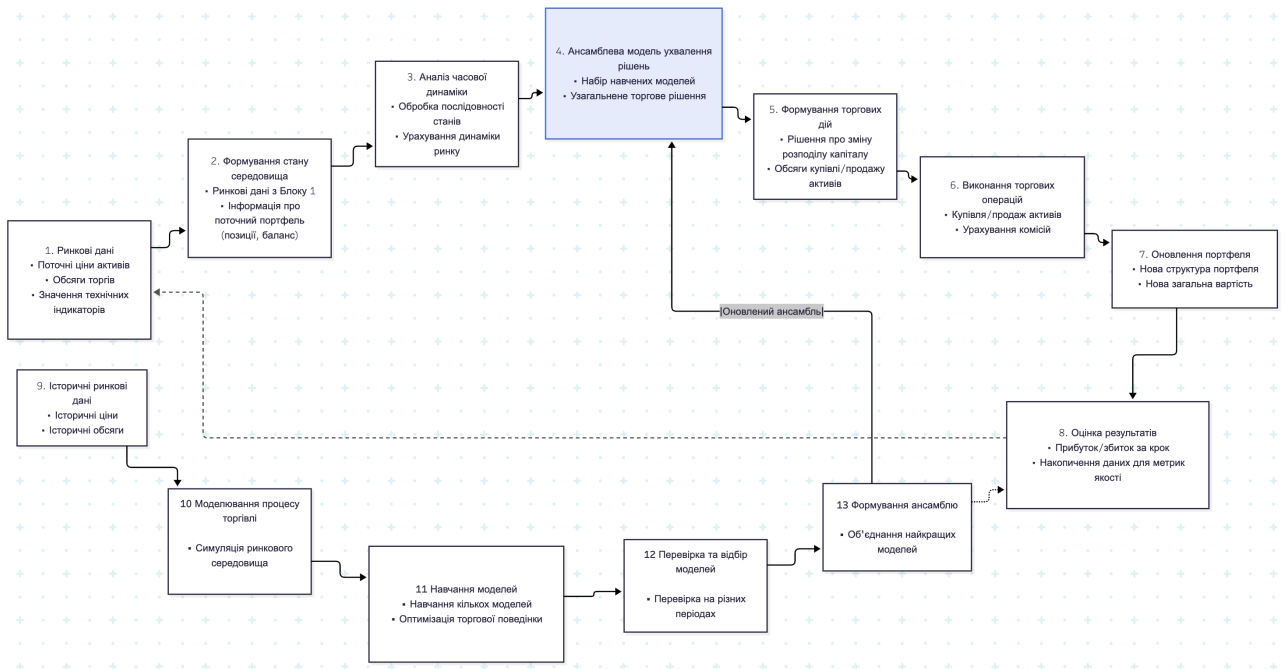 1. Ринкові дані
• Поточні ціни активів
• Обсяги торгів
• Значення технічних
індикаторів
2. Формування стану
середовища
• Ринкові дані з Блоку 1
• Інформація про
поточний портфель
(позиції, баланс)
3. Аналіз часової
динаміки
• Обробка послідовності
станів
• Урахування динаміки
ринку
4. Ансамблева модель ухвалення
рішень
• Набір навчених моделей
• Узагальнене торгове рішення
5. Формування торгових
дій
• Рішення про зміну
розподілу капіталу
• Обсяги купівлі/продажу
активів
6. Виконання торгових
операцій
• Купівля/продаж активів
• Урахування комісій
7. Оновлення портфеля
• Нова структура портфеля
• Нова загальна вартість
|Оновлений ансамбль|
8. Оцінка результатів
• Прибуток/збиток за крок
• Накопичення даних для метрик
якості
9. Історичні ринкові
дані
• Історичні ціни
• Історичні обсяги
10 Моделювання процесу
торгівлі
• Симуляція ринкового
середовища
11 Навчання моделей
• Навчання кількох моделей
• Оптимізація торгової поведінки
12 Перевірка та відбір
моделей
• Перевірка на різних
періодах
13 Формування ансамблю
• Об'єднання найкращих
моделей